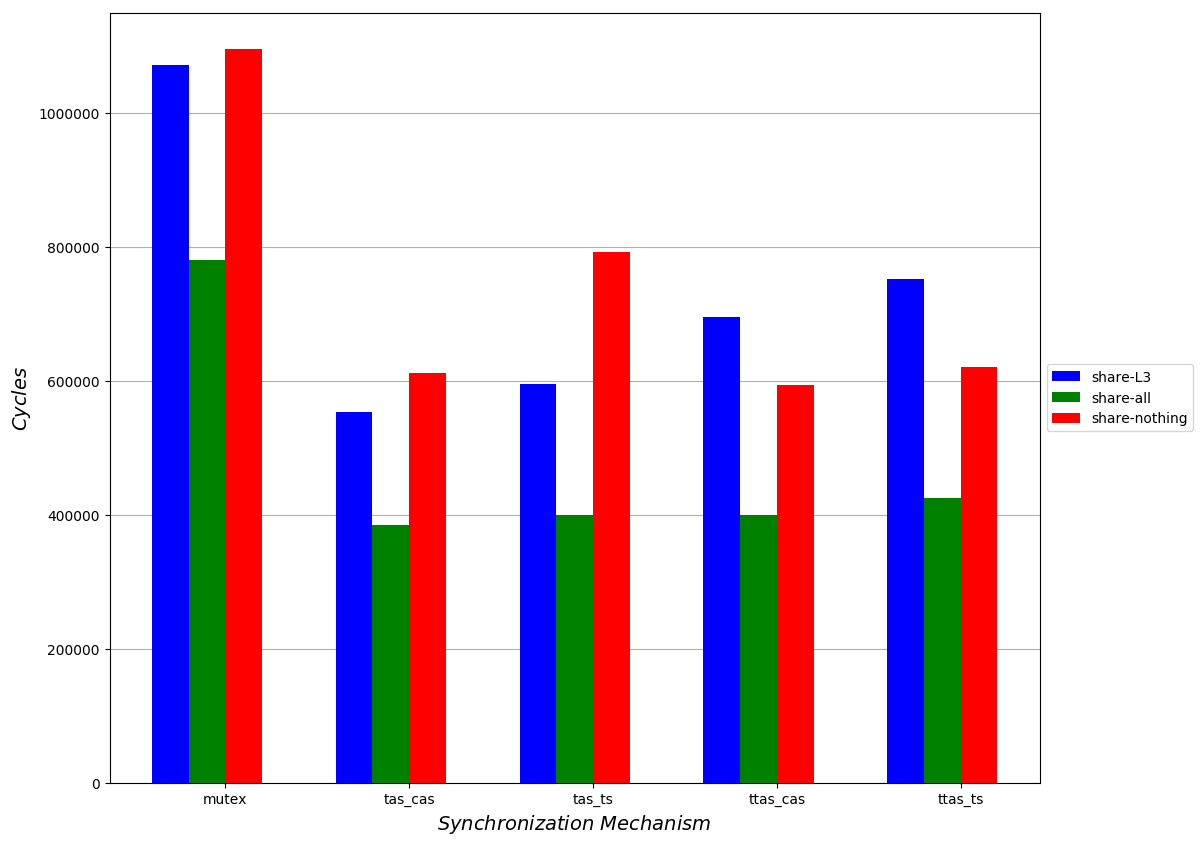 1000000
800000
600000
400000
200000
0
Cycles
mutex
tas_cas
tas_ts
ttas_cas
ttas_ts
Synchronization Mechanism
share-L3
share-all
share-nothing